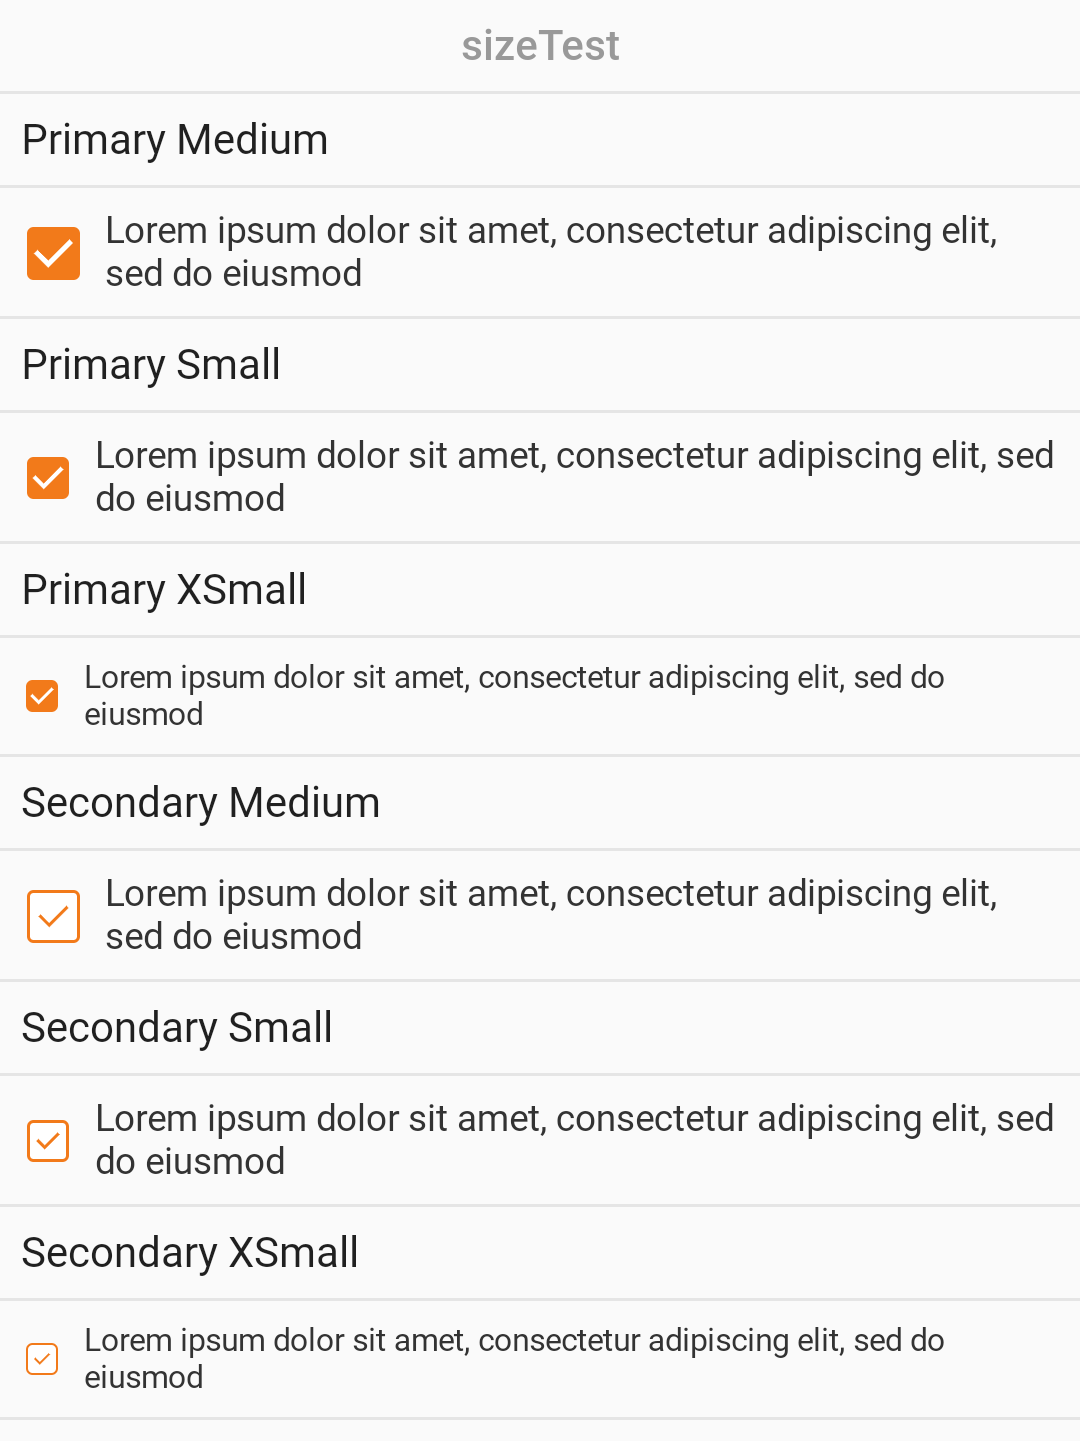 sizeTest
Primary Medium
Lorem ipsum dolor sit amet, consectetur adipiscing elit,
sed do eiusmod
Primary Small
Lorem ipsum dolor sit amet, consectetur adipiscing elit, sed
do eiusmod
Primary XSmall
Lorem ipsum dolor sit amet, consectetur adipiscing elit, sed do
eiusmod
Secondary Medium
Lorem ipsum dolor sit amet, consectetur adipiscing elit,
sed do eiusmod
Secondary Small
Lorem ipsum dolor sit amet, consectetur adipiscing elit, sed
do eiusmod
Secondary XSmall
Lorem ipsum dolor sit amet, consectetur adipiscing elit, sed do
eiusmod